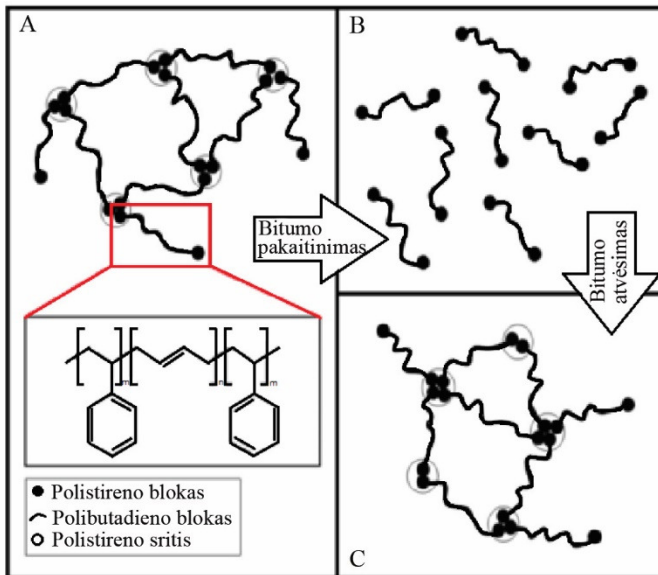 A
B
Bitumo
pakaitinimas
Bitumo
atvėsimas
m
n
m
Polistireno blokas
Polibutadieno blokas
Polistireno sritis
C